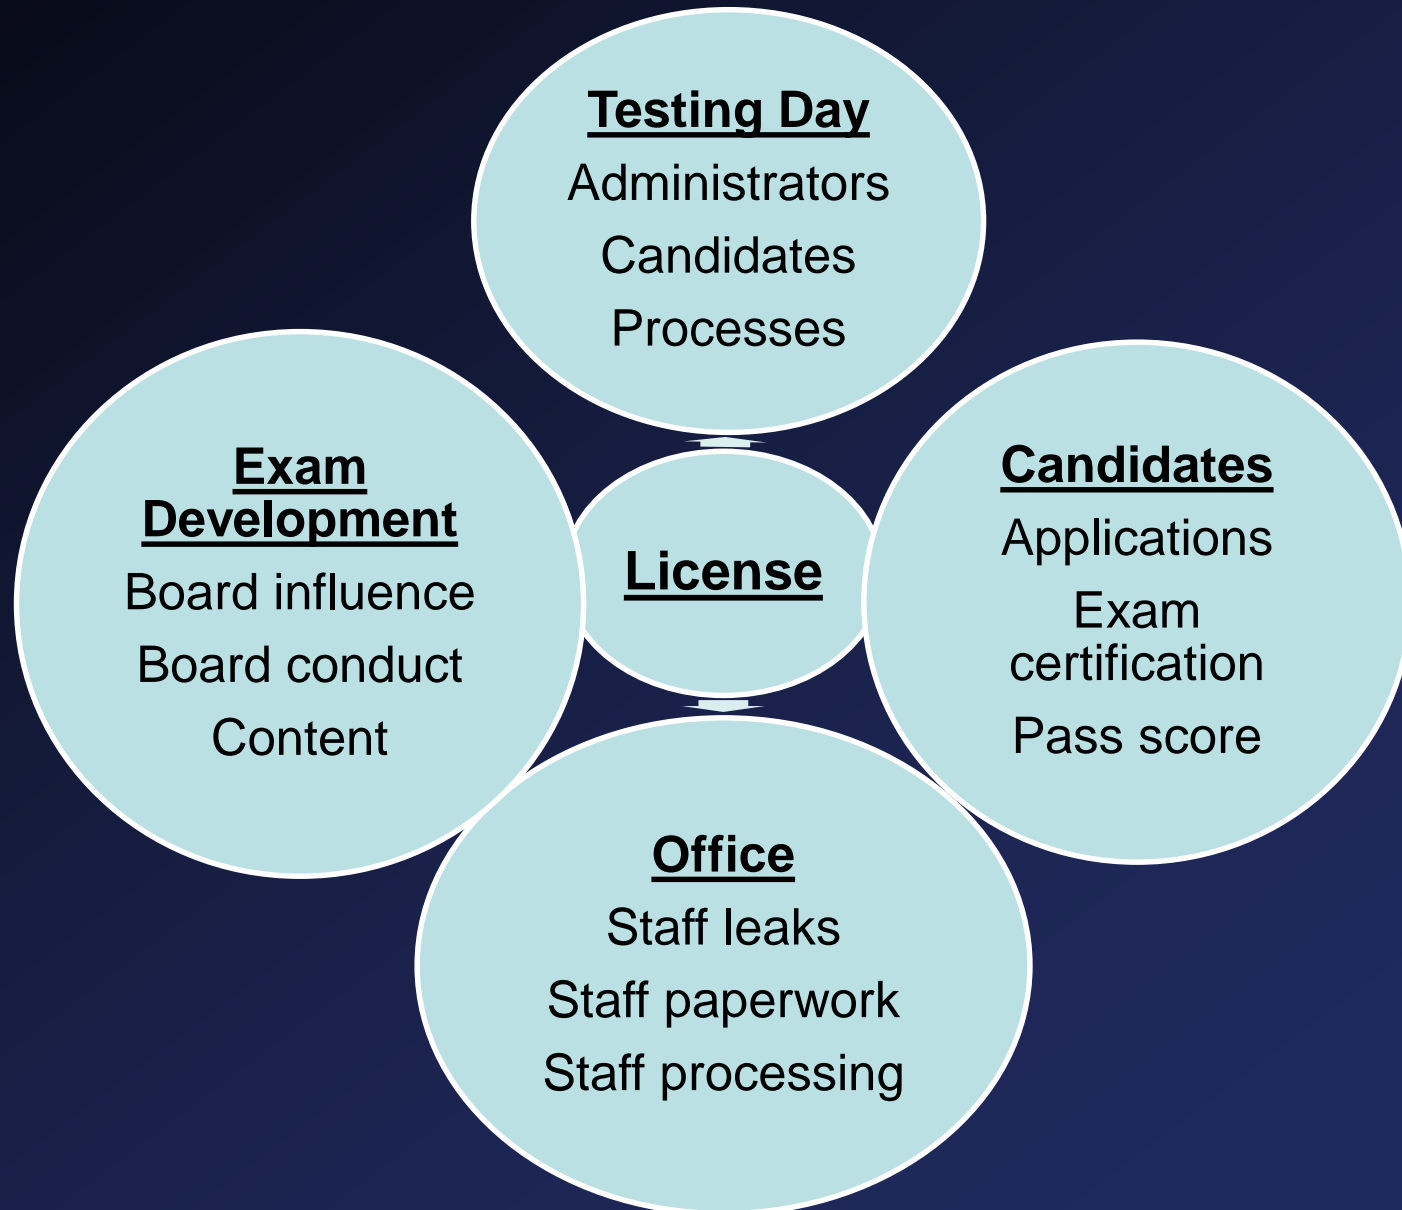 Testing Day
Administrators
Candidates
Processes
Exam
Development
Board influence
Board conduct
Content
License
Candidates
Applications
Exam
certification
Pass score
Office
Staff leaks
Staff paperwork
Staff processing